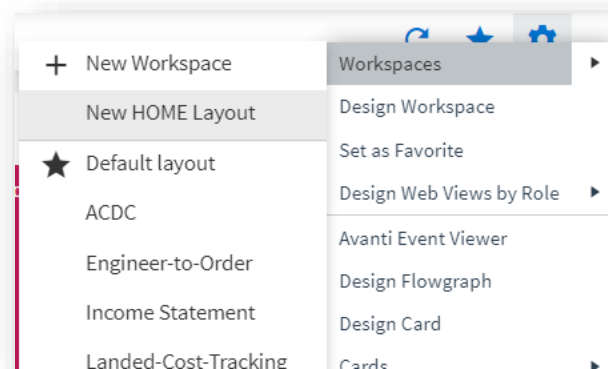 New Workspace
New HOME Layout
Default layout
ACDC
Engineer-to-Order
Income Statement
Landed-Cost-Tracking
Workspaces
Design Workspace
Set as Favorite
Design Web Views by Role
Avanti Event Viewer
Design Flowgraph
Design Card
Cards